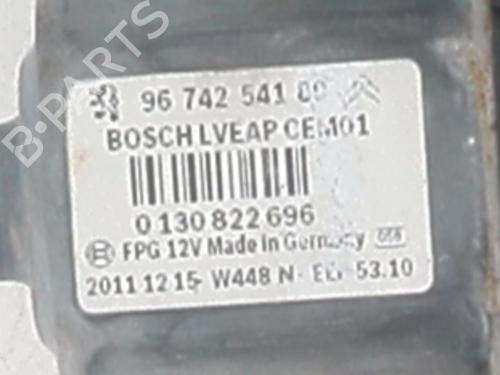 B-PARTS
96 742 541 80
BOSCH LVEAP CEM01
0 130 822 696
FPG 12V Made in Germany
2011 12 15 W448 N 53.10